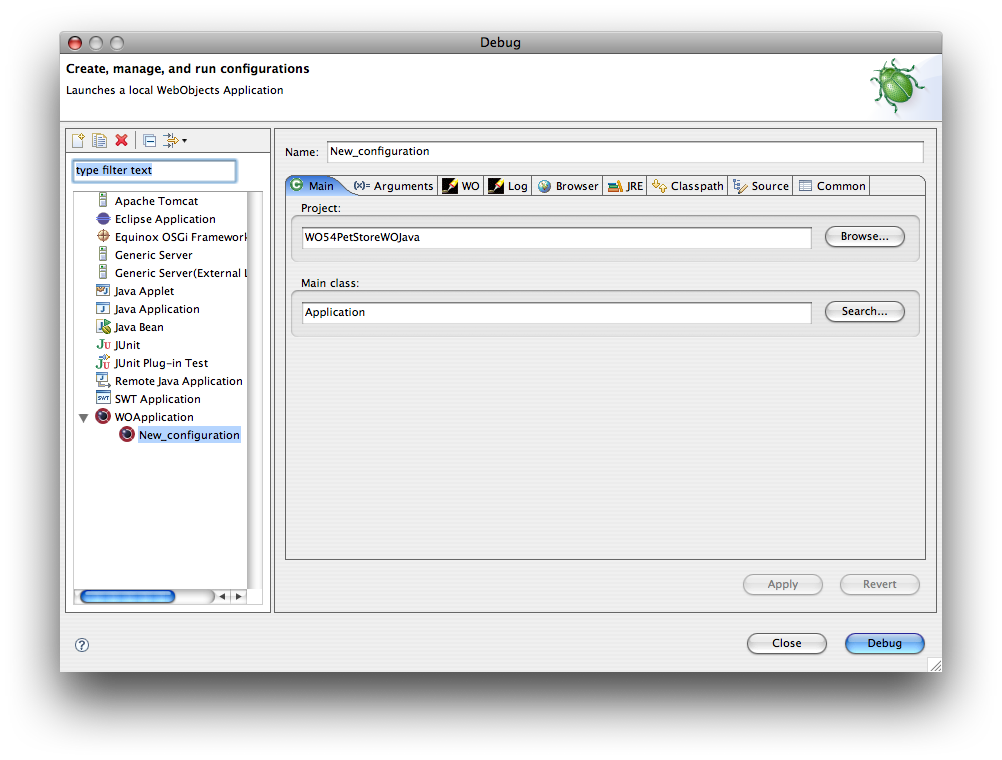 Debug
Create, manage, and run configurations
Launches a local WebObjects Application
type filter text
Apache Tomcat
Eclipse Application
Equinox OSGi Framework
Generic Server
Generic Server(External L
Java Applet
Java Application
Java Bean
JUnit
JUnit Plug-in Test
Remote Java Application
SWT Application
WOApplication
New_configuration
Name: New_configuration
Main (x)= Arguments WO Log Browser JRE Classpath Source Common
Project:
WO54PetStoreWOJava Browse...
Main class:
Application Search...
Apply Revert
? Close Debug